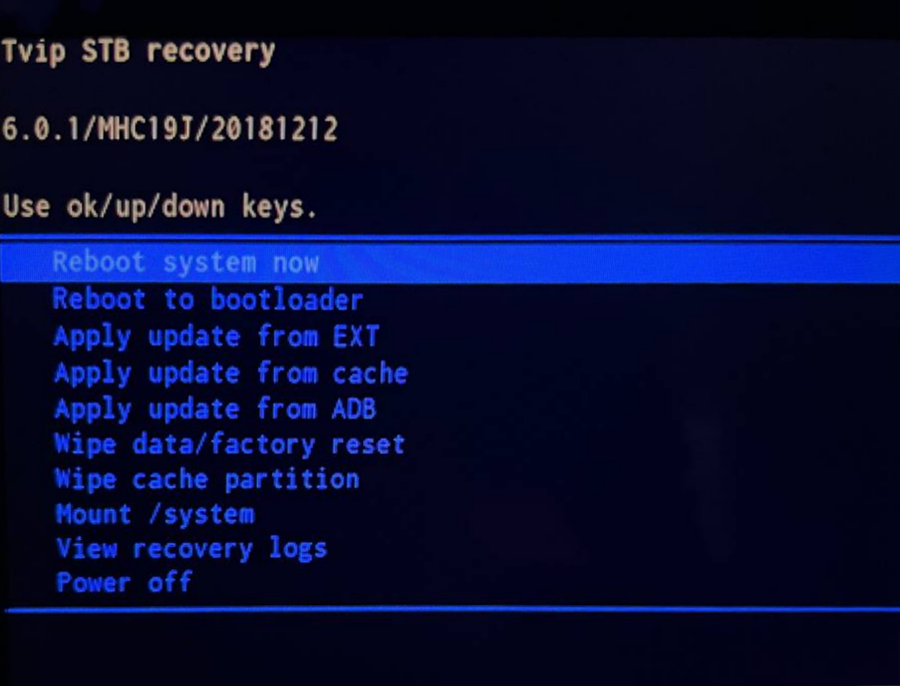 Tvip STB recovery
6.0.1/MHC19J/20181212
Use ok/up/down keys.
Reboot system now
Reboot to bootloader
Apply update from EXT
Apply update from cache
Apply update from ADB
Wipe data/factory reset
Wipe cache partition
Mount /system
View recovery logs
Power off